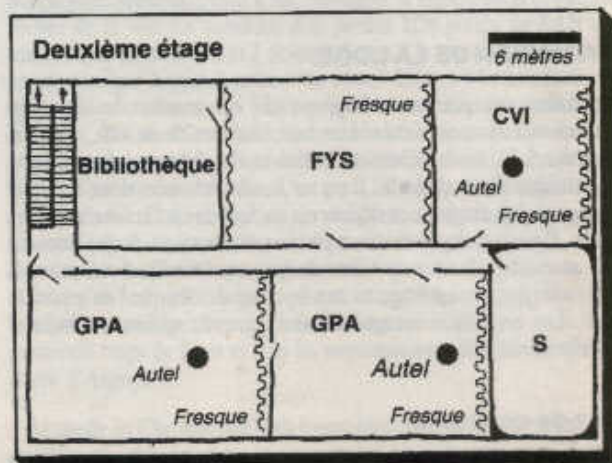 Deuxième étage
6 mètres
Fresque
CVI
Bibliothèque
FYS
Autel
Fresque
GPA
GPA
S
Autel
Autel
Fresque
Fresque